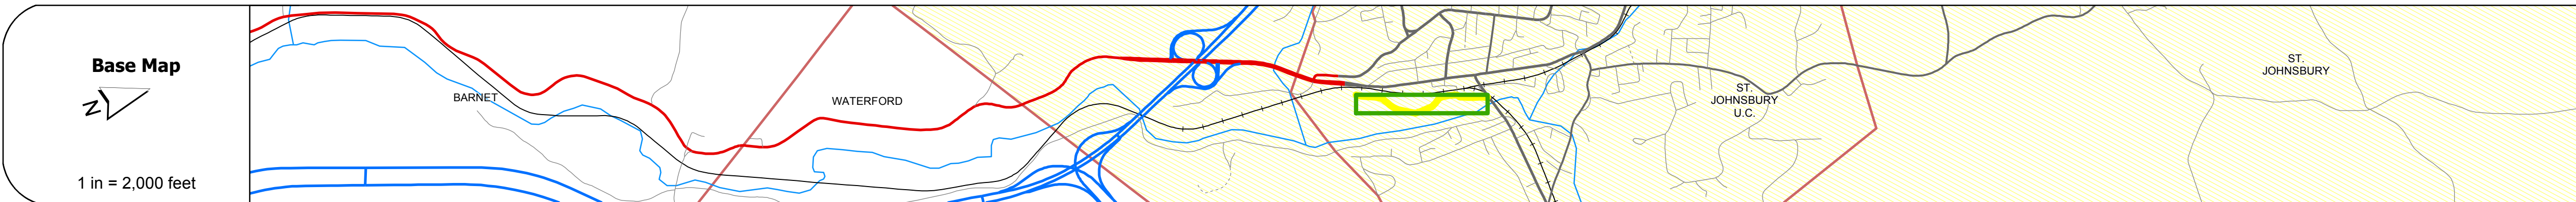 Base Map
N
1 in = 2,000 feet
BARNET
WATERFORD
ST.
JOHNSBURY
U.C.
ST.
JOHNSBURY